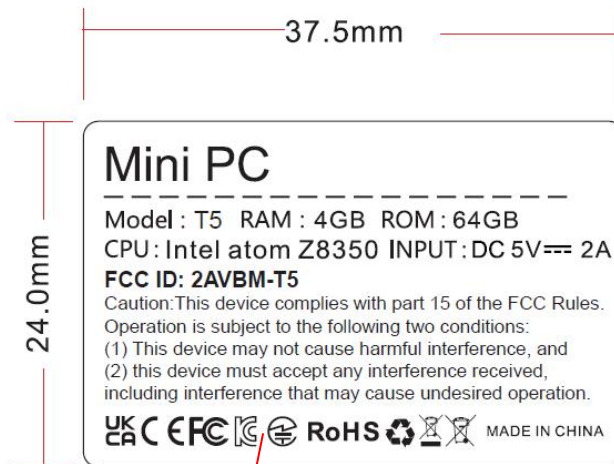 37.5mm
24.0mm
Mini PC
Model : T5 RAM : 4GB ROM : 64GB
CPU : Intel atom Z8350 INPUT : DC 5V⎓ 2A
FCC ID: 2AVBM-T5
Caution:This device complies with part 15 of the FCC Rules.
Operation is subject to the following two conditions:
(1) This device may not cause harmful interference, and
(2) this device must accept any interference received,
including interference that may cause undesired operation.
UK CA CE FC KC RoHS MADE IN CHINA